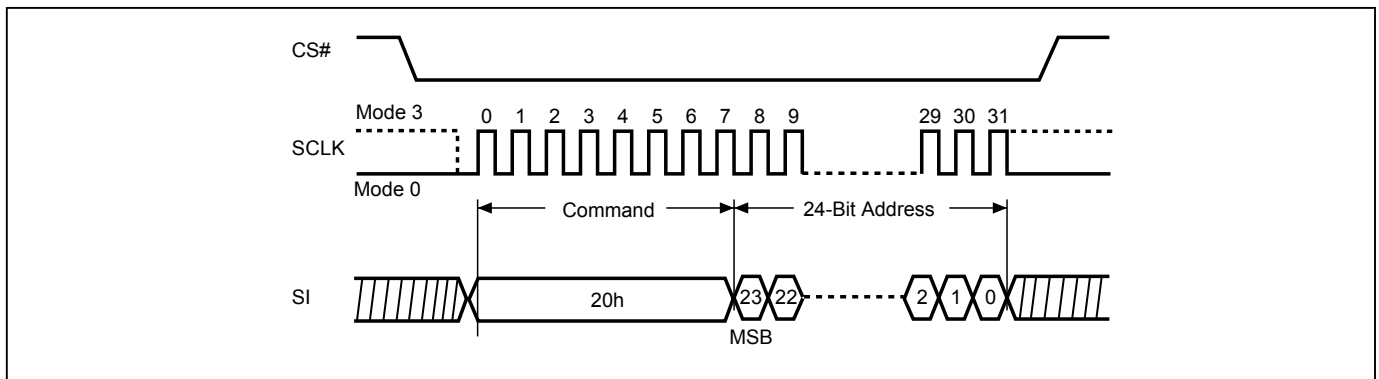 CS#
Mode 3
0 1 2 3 4 5 6 7 8 9 29 30 31
SCLK
Mode 0
Command 24-Bit Address
SI 20h 23 22 2 1 0
MSB